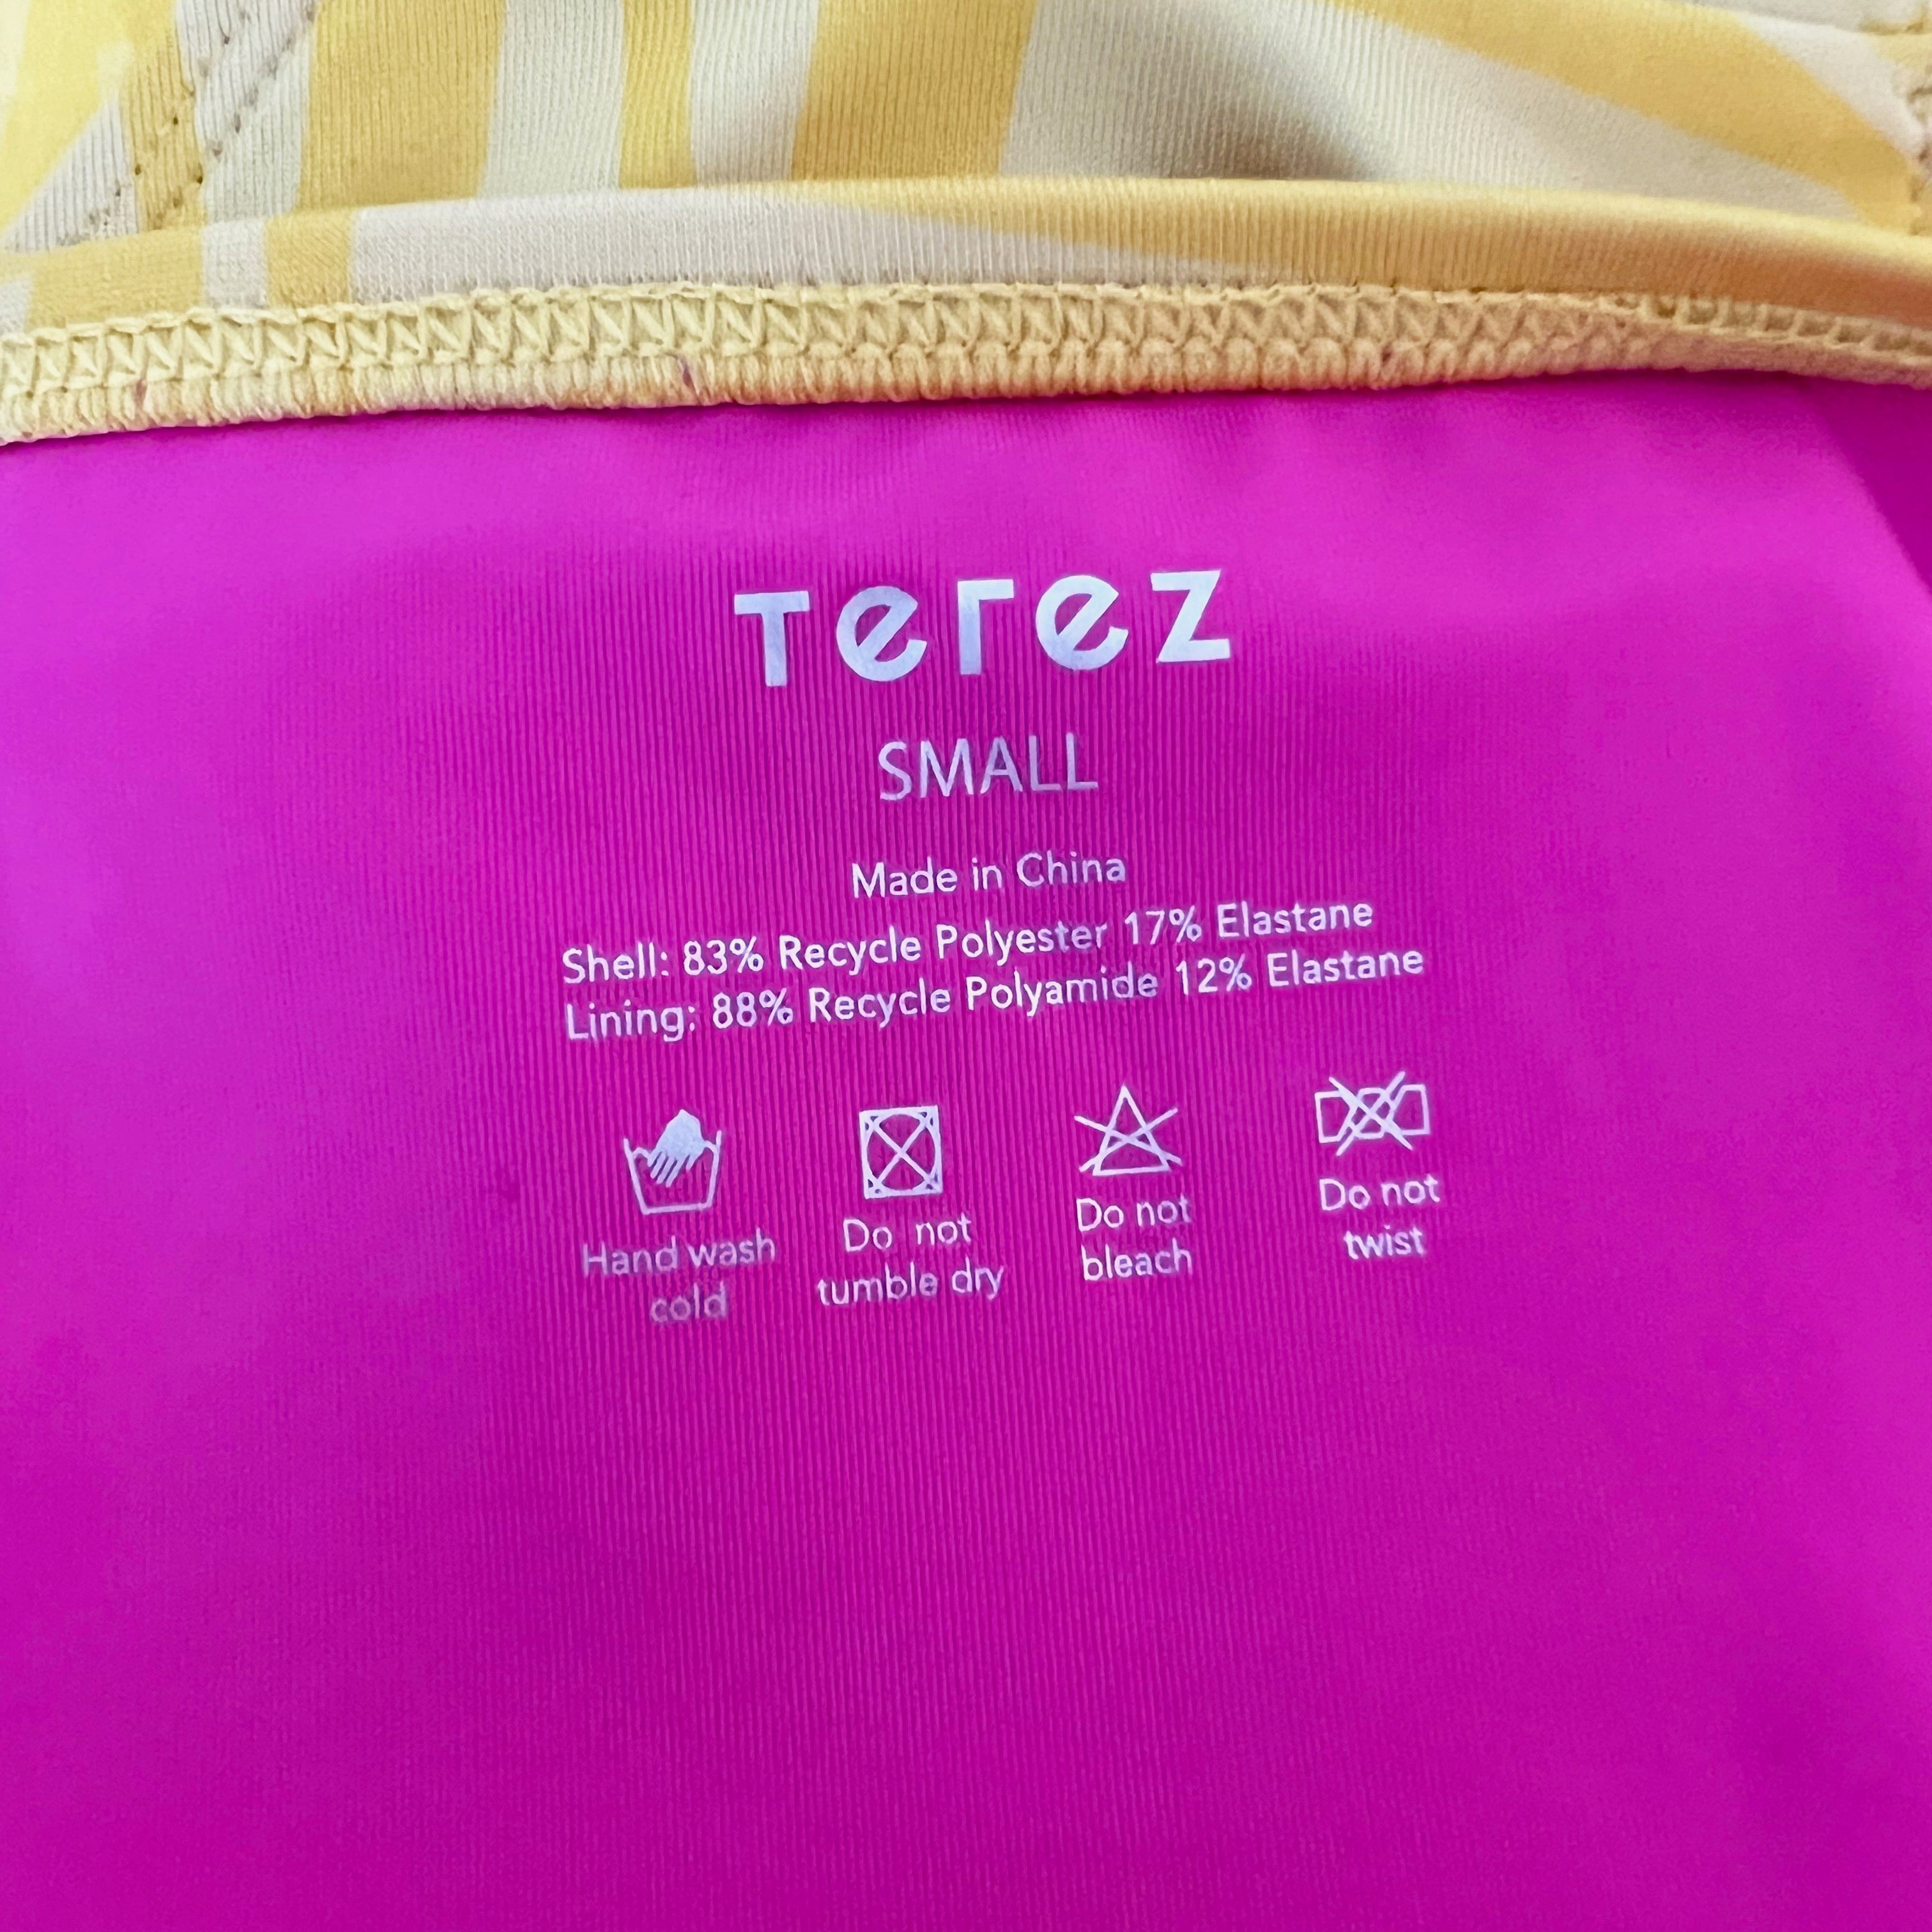 Terez
SMALL
Made in China
Shell: 83% Recycle Polyester 17% Elastane
Lining: 88% Recycle Polyamide 12% Elastane
Hand wash
cold
Do not
tumble dry
Do not
bleach
Do not
twist